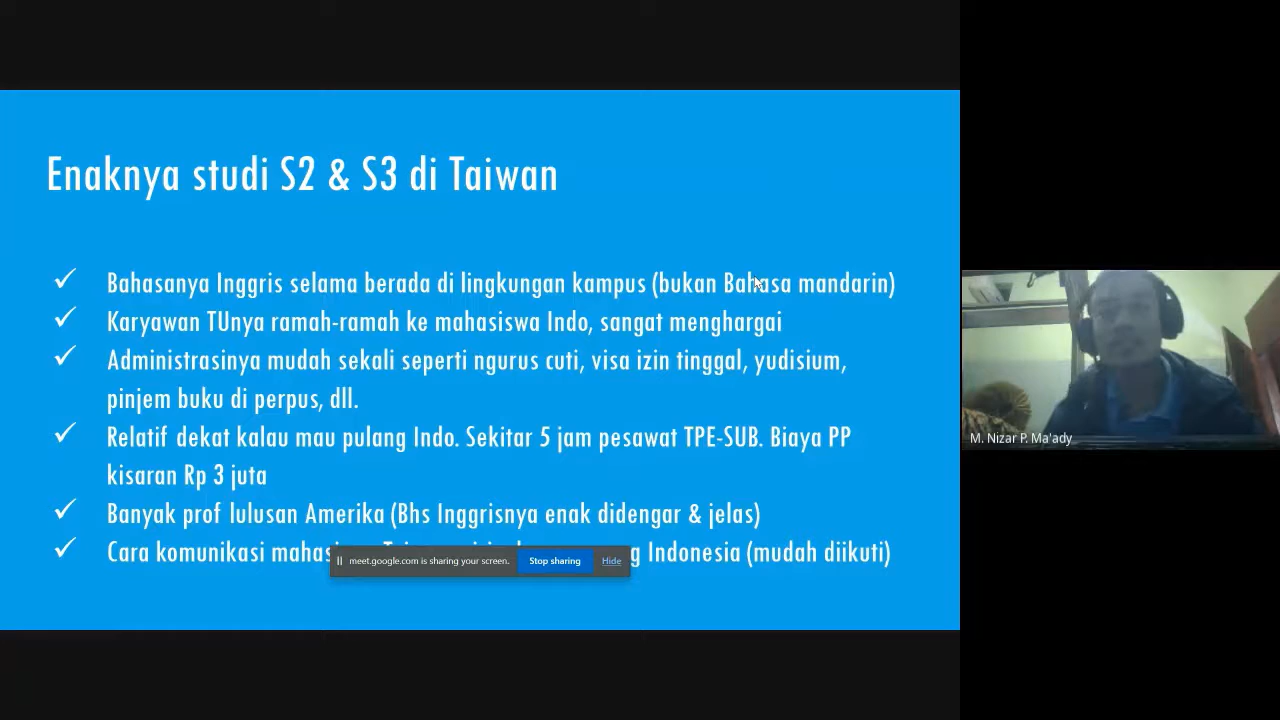 Enaknya studi S2 & S3 di Taiwan
✓ Bahasanya Inggris selama berada di lingkungan kampus (bukan Bahasa mandarin)
✓ Karyawan TUnya ramah-ramah ke mahasiswa Indo, sangat menghargai
✓ Administrasinya mudah sekali seperti ngurus cuti, visa izin tinggal, yudisium,
pinjem buku di perpus, dll.
✓ Relatif dekat kalau mau pulang Indo. Sekitar 5 jam pesawat TPE-SUB. Biaya PP
kisaran Rp 3 juta
✓ Banyak prof lulusan Amerika (Bhs Inggrisnya enak didengar & jelas)
✓ Cara komunikasi Indonesia (mudah diikuti)
meet.google.com is sharing your screen. Stop sharing Hide
M. Nizar P. Ma'ady